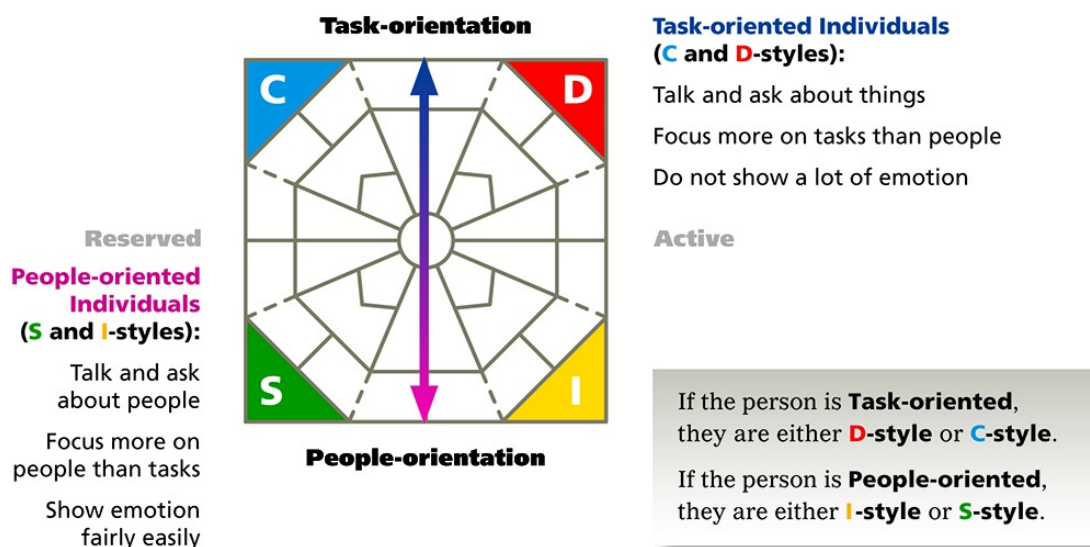 Task-orientation
C
D
S
I
People-orientation
Reserved
People-oriented
Individuals
(S and I-styles):
Talk and ask
about people
Focus more on
people than tasks
Show emotion
fairly easily
Task-oriented Individuals
(C and D-styles):
Talk and ask about things
Focus more on tasks than people
Do not show a lot of emotion
Active
If the person is Task-oriented,
they are either D-style or C-style.
If the person is People-oriented,
they are either I-style or S-style.